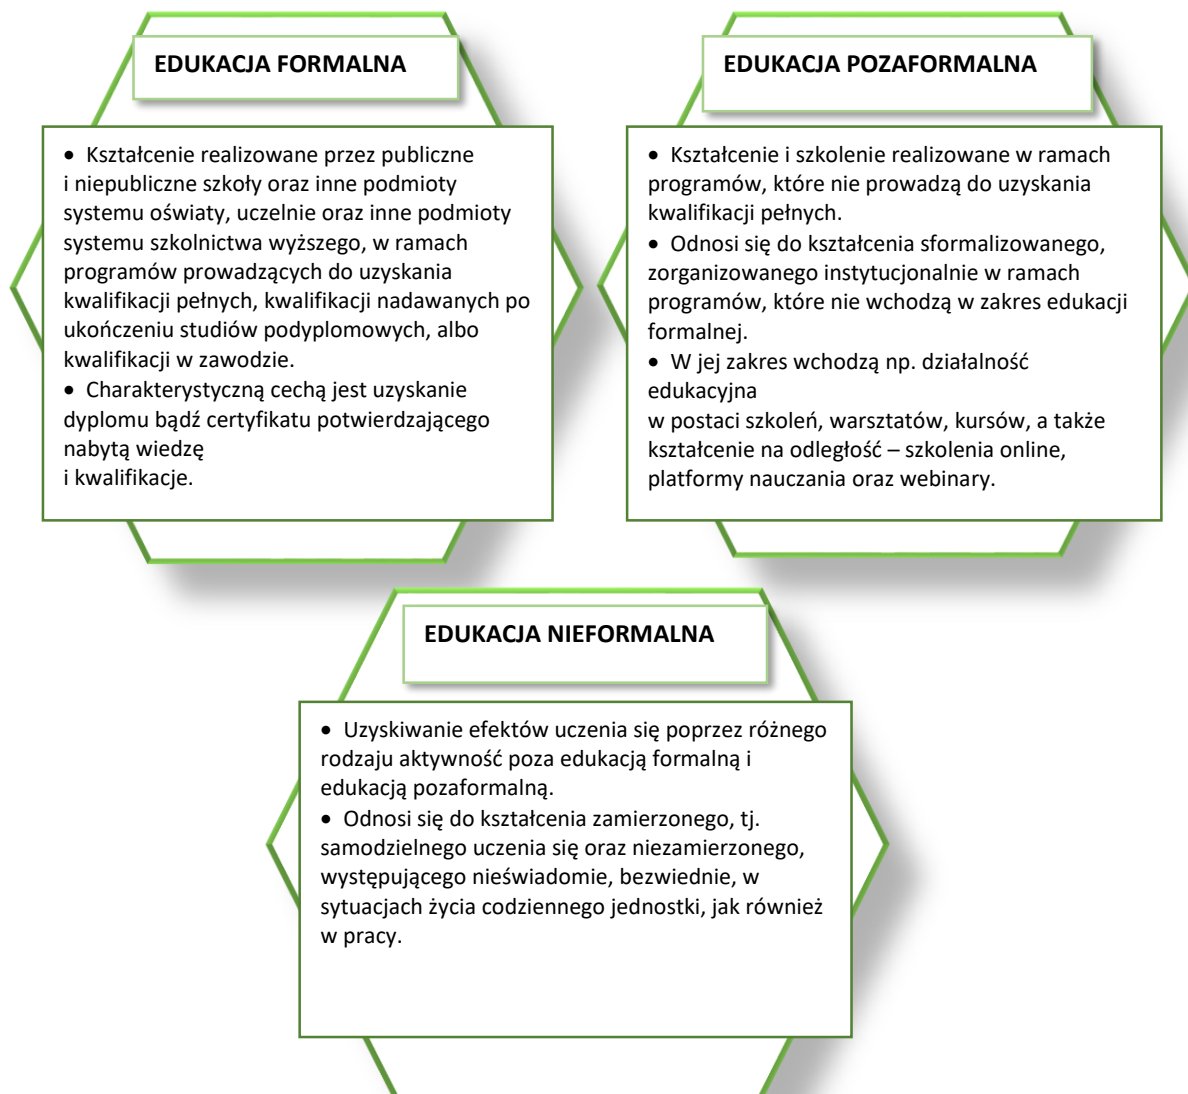 EDUKACJA FORMALNA
• Kształcenie realizowane przez publiczne
i niepubliczne szkoły oraz inne podmioty
systemu oświaty, uczelnie oraz inne podmioty
systemu szkolnictwa wyższego, w ramach
programów prowadzących do uzyskania
kwalifikacji pełnych, kwalifikacji nadawanych po
ukończeniu studiów podyplomowych, albo
kwalifikacji w zawodzie.
• Charakterystyczną cechą jest uzyskanie
dyplomu bądź certyfikatu potwierdzającego
nabytą wiedzę
i kwalifikacje.
EDUKACJA POZAFORMALNA
• Kształcenie i szkolenie realizowane w ramach
programów, które nie prowadzą do uzyskania
kwalifikacji pełnych.
• Odnosi się do kształcenia sformalizowanego,
zorganizowanego instytucjonalnie w ramach
programów, które nie wchodzą w zakres edukacji
formalnej.
• W jej zakres wchodzą np. działalność
edukacyjna
w postaci szkoleń, warsztatów, kursów, a także
kształcenie na odległość – szkolenia online,
platformy nauczania oraz webinary.
EDUKACJA NIEFORMALNA
• Uzyskiwanie efektów uczenia się poprzez różnego
rodzaju aktywność poza edukacją formalną i
edukacją pozaformalną.
• Odnosi się do kształcenia zamierzonego, tj.
samodzielnego uczenia się oraz niezamierzonego,
występującego nieświadomie, bezwiednie, w
sytuacjach życia codziennego jednostki, jak również
w pracy.